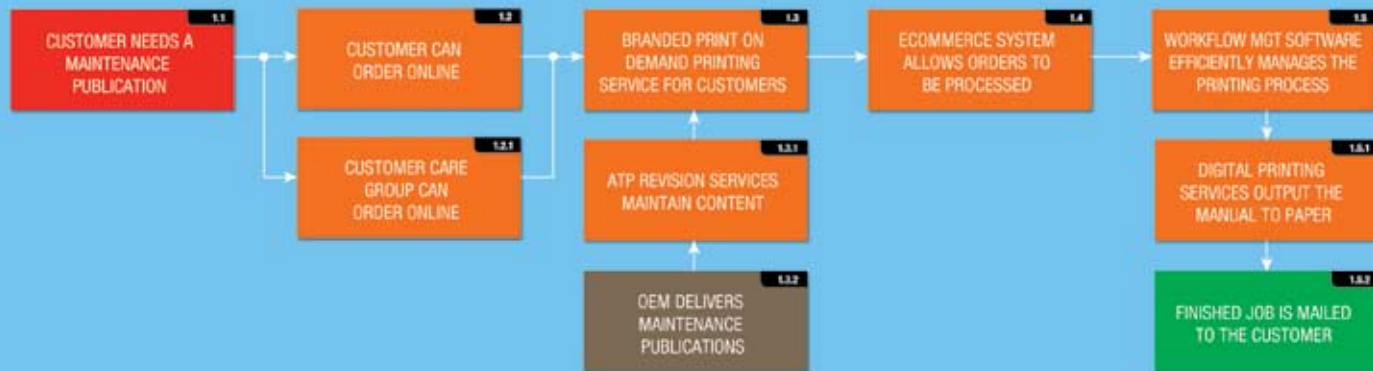 1.1
CUSTOMER NEEDS A
MAINTENANCE
PUBLICATION
1.2
CUSTOMER CAN
ORDER ONLINE
1.2.1
CUSTOMER CARE
GROUP CAN
ORDER ONLINE
1.3
BRANDED PRINT ON
DEMAND PRINTING
SERVICE FOR CUSTOMERS
1.3.1
ATP REVISION SERVICES
MAINTAIN CONTENT
1.3.2
OEM DELIVERS
MAINTENANCE
PUBLICATIONS
1.4
ECOMMERCE SYSTEM
ALLOWS ORDERS TO
BE PROCESSED
1.5
WORKFLOW MGT SOFTWARE
EFFICIENTLY MANAGES THE
PRINTING PROCESS
1.5.1
DIGITAL PRINTING
SERVICES OUTPUT THE
MANUAL TO PAPER
1.5.2
FINISHED JOB IS MAILED
TO THE CUSTOMER